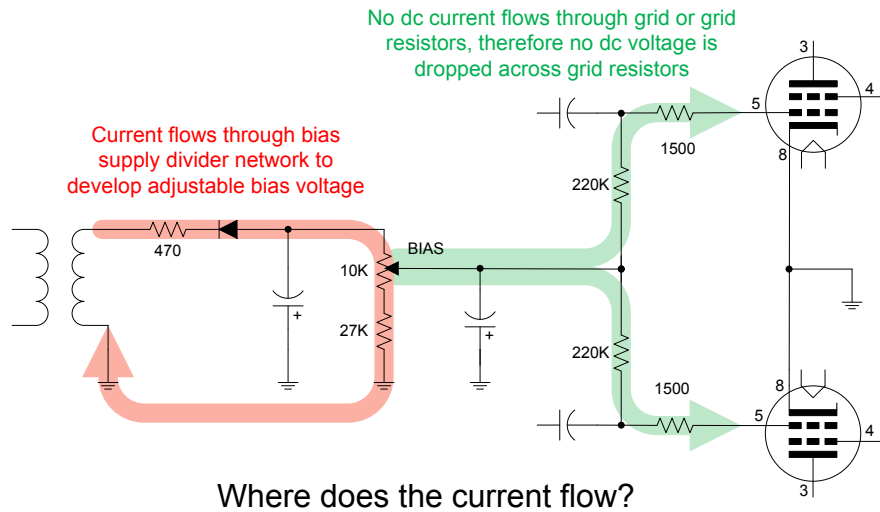 No dc current flows through grid or grid
resistors, therefore no dc voltage is
dropped across grid resistors
Current flows through bias
supply divider network to
develop adjustable bias voltage
3
4
5
1500
8
220K
470
BIAS
10K
+
+
27K
220K
1500
8
5
4
3
Where does the current flow?